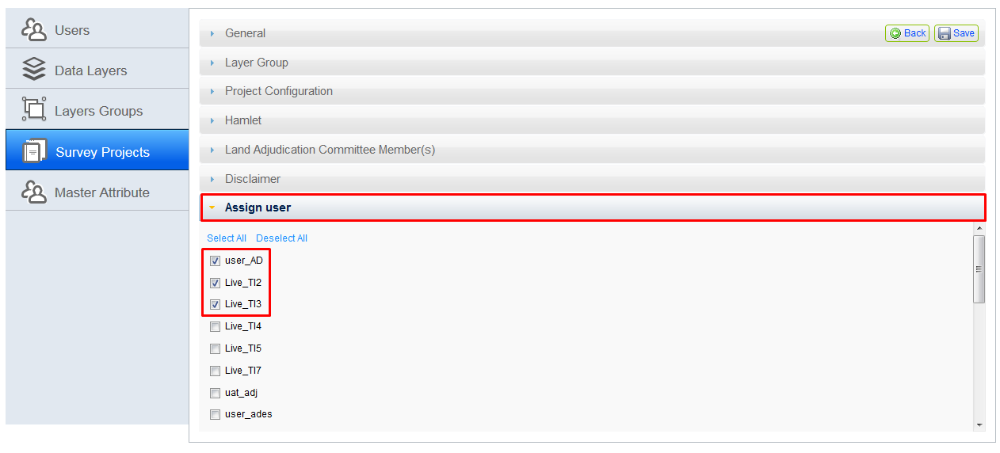 Users
Data Layers
Layers Groups
Survey Projects
Master Attribute
General
Back
Save
Layer Group
Project Configuration
Hamlet
Land Adjudication Committee Member(s)
Disclaimer
Assign user
Select All Deselect All
user_AD
Live_TI2
Live_TI3
Live_TI4
Live_TI5
Live_TI7
uat_adj
user_ades